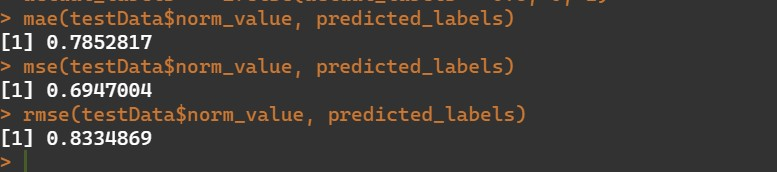 > mae(testData$norm_value, predicted_labels)
[1] 0.7852817
> mse(testData$norm_value, predicted_labels)
[1] 0.6947004
> rmse(testData$norm_value, predicted_labels)
[1] 0.8334869
>